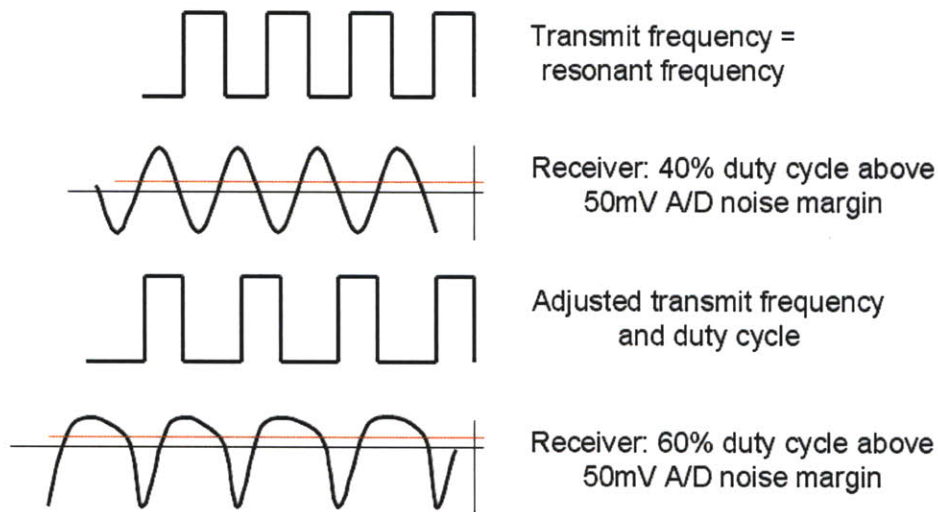 Transmit frequency =
resonant frequency
Receiver: 40% duty cycle above
50mV A/D noise margin
Adjusted transmit frequency
and duty cycle
Receiver: 60% duty cycle above
50mV A/D noise margin